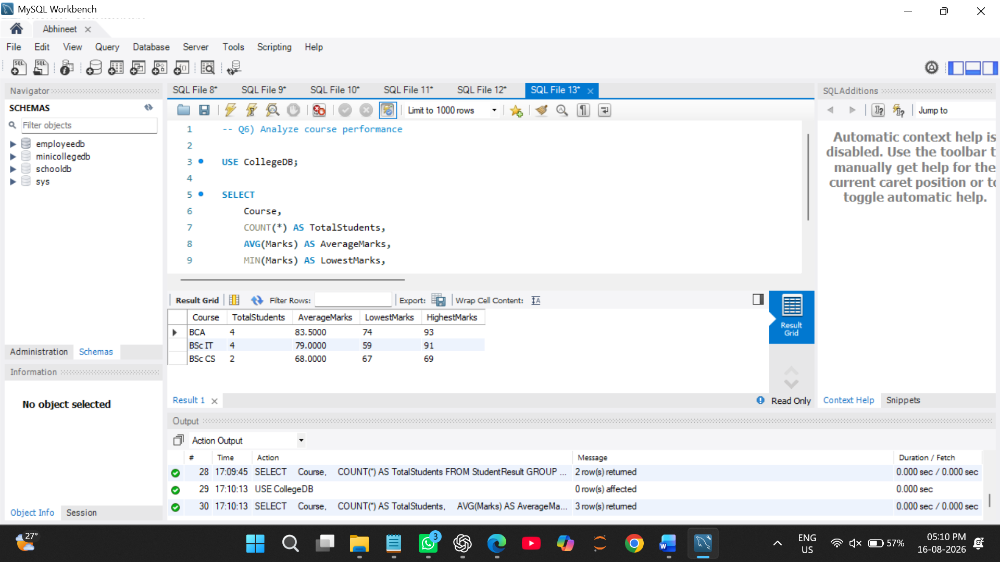 MySQL Workbench
Abhineet
File Edit View Query Database Server Tools Scripting Help
Navigator
SCHEMAS
Filter objects
employeedb
minicollegedb
schooldb
sys
Administration Schemas
Information
No object selected
Object Info Session
SQL File 8* SQL File 9* SQL File 10* SQL File 11* SQL File 12* SQL File 13*
Limit to 1000 rows
1 -- Q6) Analyze course performance
2
3 USE CollegeDB;
4
5 SELECT
6 Course,
7 COUNT(*) AS TotalStudents,
8 AVG(Marks) AS AverageMarks,
9 MIN(Marks) AS LowestMarks,
Result Grid Filter Rows: Export: Wrap Cell Content:
Course TotalStudents AverageMarks LowestMarks HighestMarks
BCA 4 83.5000 74 93
BSc IT 4 79.0000 59 91
BSc CS 2 68.0000 67 69
Result Grid
Result 1 Read Only
SQLAdditions
Jump to
Automatic context help is
disabled. Use the toolbar t
manually get help for the
current caret position or to
toggle automatic help.
Context Help Snippets
Output
Action Output
# Time Action Message Duration / Fetch
28 17:09:45 SELECT Course, COUNT(*) AS TotalStudents FROM StudentResult GROUP ... 2 row(s) returned 0.000 sec / 0.000 sec
29 17:10:13 USE CollegeDB 0 row(s) affected 0.000 sec
30 17:10:13 SELECT Course, COUNT(*) AS TotalStudents, AVG(Marks) AS AverageMa... 3 row(s) returned 0.000 sec / 0.000 sec
27°
3
ENG
US
57%
05:10 PM
16-08-2026